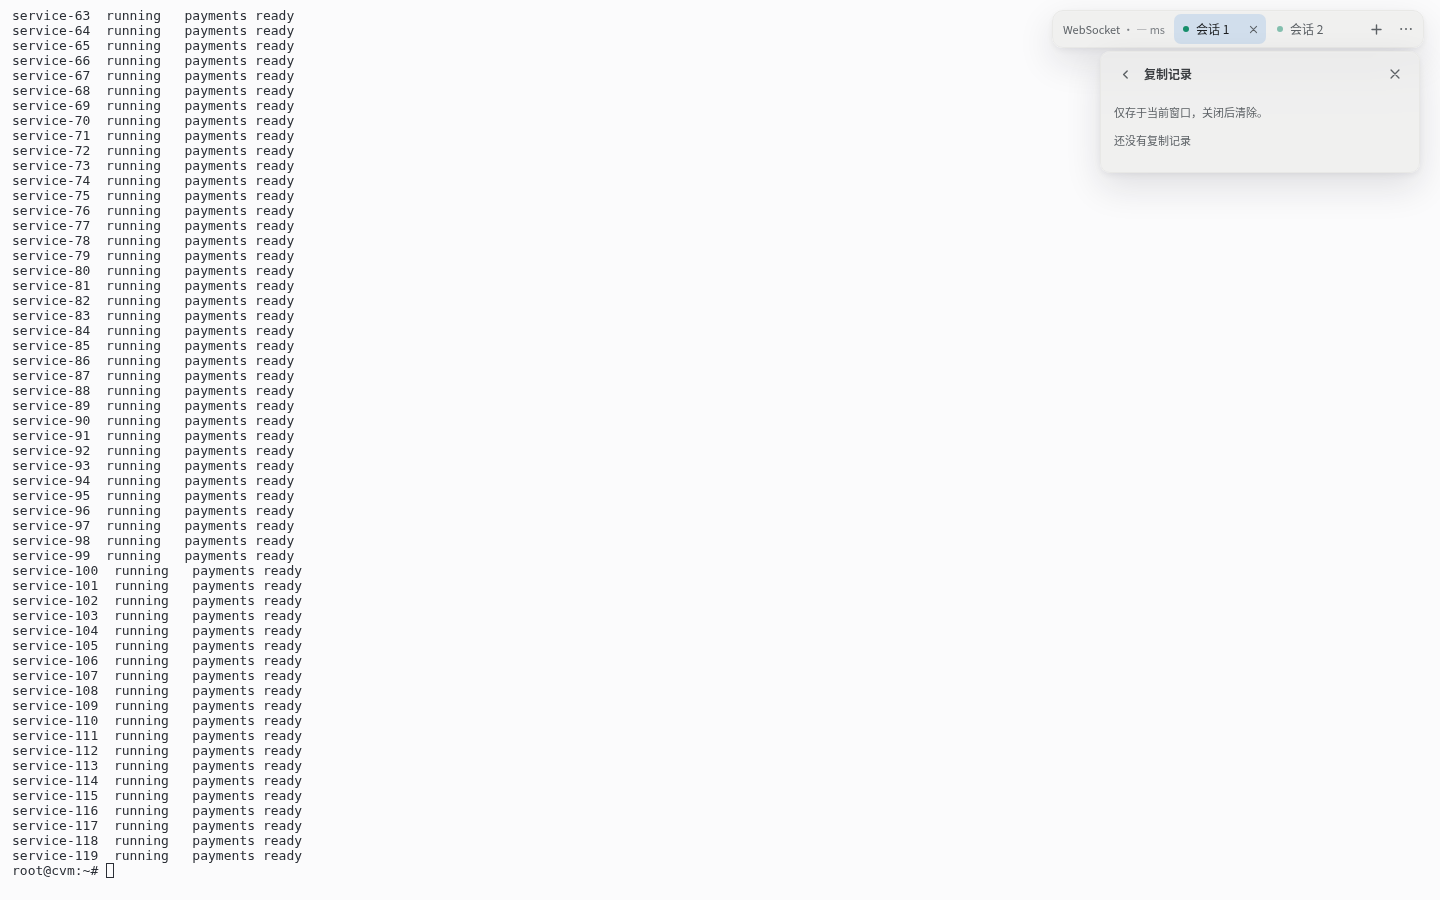 service-63  running   payments ready
service-64  running   payments ready
service-65  running   payments ready
service-66  running   payments ready
service-67  running   payments ready
service-68  running   payments ready
service-69  running   payments ready
service-70  running   payments ready
service-71  running   payments ready
service-72  running   payments ready
service-73  running   payments ready
service-74  running   payments ready
service-75  running   payments ready
service-76  running   payments ready
service-77  running   payments ready
service-78  running   payments ready
service-79  running   payments ready
service-80  running   payments ready
service-81  running   payments ready
service-82  running   payments ready
service-83  running   payments ready
service-84  running   payments ready
service-85  running   payments ready
service-86  running   payments ready
service-87  running   payments ready
service-88  running   payments ready
service-89  running   payments ready
service-90  running   payments ready
service-91  running   payments ready
service-92  running   payments ready
service-93  running   payments ready
service-94  running   payments ready
service-95  running   payments ready
service-96  running   payments ready
service-97  running   payments ready
service-98  running   payments ready
service-99  running   payments ready
service-100  running   payments ready
service-101  running   payments ready
service-102  running   payments ready
service-103  running   payments ready
service-104  running   payments ready
service-105  running   payments ready
service-106  running   payments ready
service-107  running   payments ready
service-108  running   payments ready
service-109  running   payments ready
service-110  running   payments ready
service-111  running   payments ready
service-112  running   payments ready
service-113  running   payments ready
service-114  running   payments ready
service-115  running   payments ready
service-116  running   payments ready
service-117  running   payments ready
service-118  running   payments ready
service-119  running   payments ready
root@cvm:~#
WebSocket · — ms 会话 1 会话 2
复制记录
仅存于当前窗口，关闭后清除。
还没有复制记录